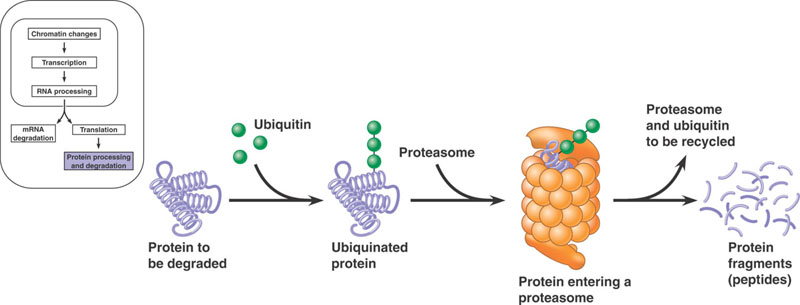 Chromatin changes
Transcription
RNA processing
mRNA
degradation
Translation
Protein processing
and degradation
Ubiquitin
Proteasome
Proteasome
and ubiquitin
to be recycled
Protein to
be degraded
Ubiquinated
protein
Protein entering a
proteasome
Protein
fragments
(peptides)